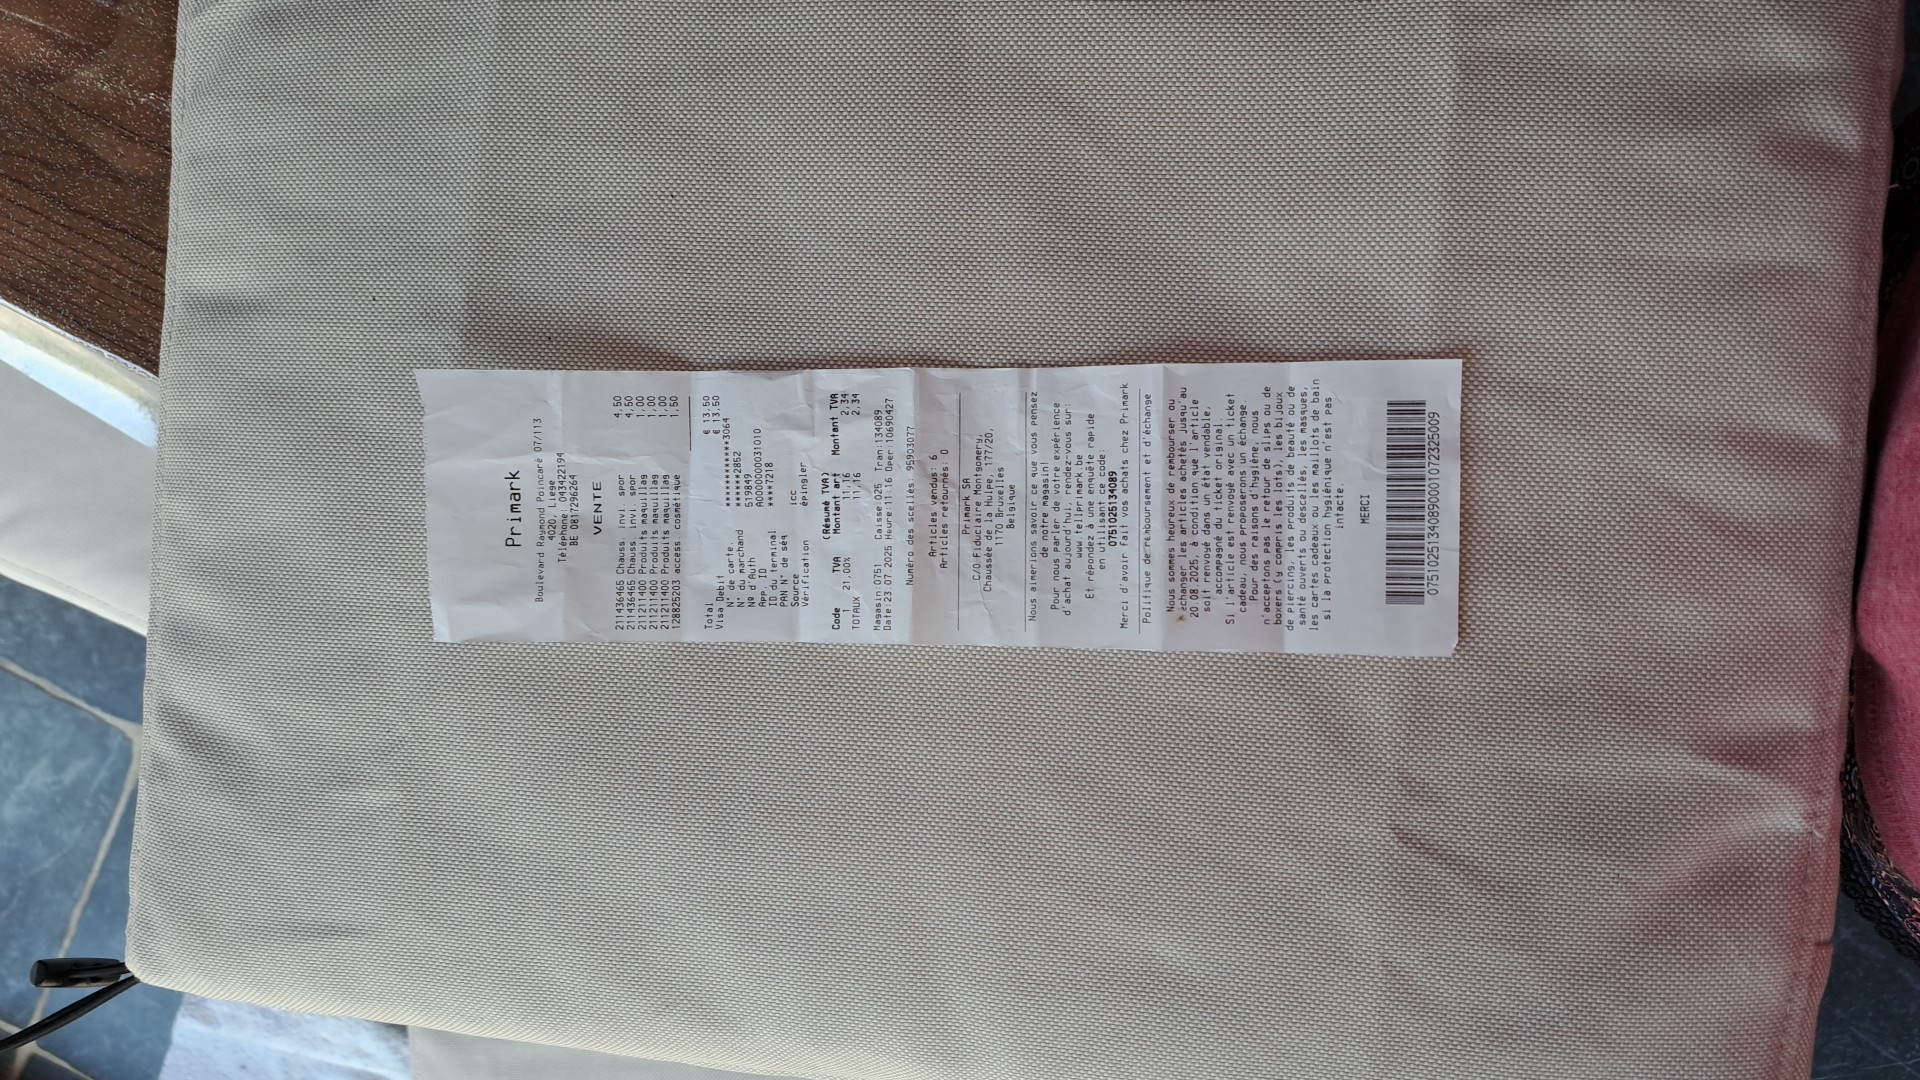 Primark
Boulevard Raymond Poincaré 07/113
4020, Liege
Téléphone: 043422194
BE 0817296264
VENTE
211436465 Chauss. invi. spor 4,50
211436465 Chauss. invi. spor 4,50
21211400 Produits maquillag 1,00
21211400 Produits maquillag 1,00
21211400 Produits maquillag 1,00
128825203 access. cosmétique 1,50
Total € 13,50
Visa Debit € 13,50
N° de carte ************3064
N° du marchand ******2852
Nº d'Auth 519849
App. ID A0000000031010
ID du terminal ****7218
PAN N° de séq
Source icc
Vérification épingler
(Résumé TVA)
Code TVA Montant art Montant TVA
1 21,00% 11,16 2,34
TOTAUX 11,16 2,34
Magasin:0751 Caisse:025 Tran:134089
Date:23 07 2025 Heure:11:16 Oper:10690427
Numéro des scellés: 95903077
Articles vendus: 6
Articles retournés: 0
Primark SA
C/O Fiduciaire Montgomery,
Chaussée de la Hulpe, 177/20,
1170 Bruxelles
Belgique
Nous aimerions savoir ce que vous pensez
de notre magasin!
Pour nous parler de votre expérience
d'achat aujourd'hui, rendez-vous sur:
www.tellprimark.be
Et répondez à une enquête rapide
en utilisant ce code:
0751025134089
Merci d'avoir fait vos achats chez Primark
Politique de rebboursement et d'échange
Nous sommes heureux de rembourser ou
échanger les articles achetés jusqu'au
20.08.2025, à condition que l'article
soit renvoyé dans un état vendable,
accompagné du ticket original.
Si l'article est renvoyé avec un ticket
cadeau, nous proposerons un échange.
Pour des raisons d'hygiène, nous
n'acceptons pas le retour de slips ou de
boxers (y compris les lots), les bijoux
de piercing, les produits de beauté ou de
santé ouverts ou descellés, les masques,
les cartes cadeaux ou les maillots de bain
si la protection hygiénique n'est pas
intacte.
MERCI
0751025134089000107232​5009